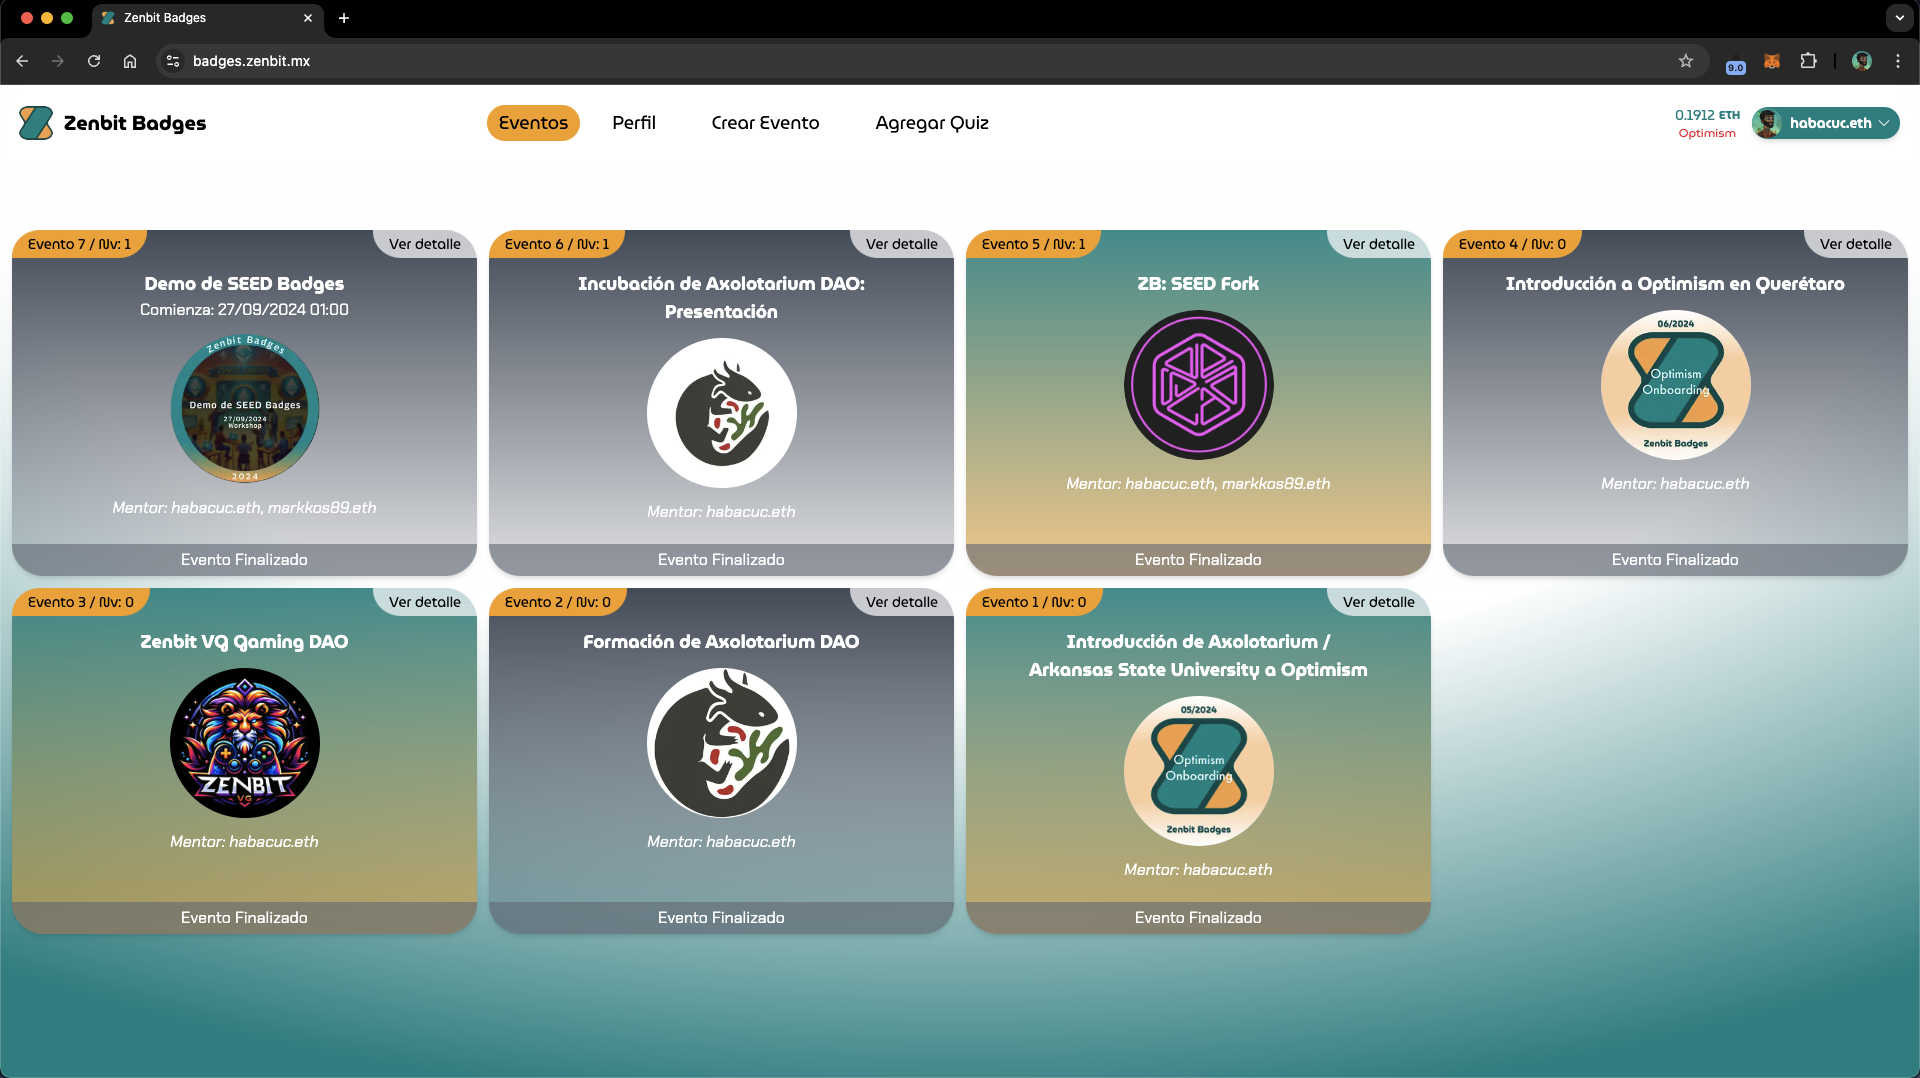 Zenbit Badges
badges.zenbit.mx
9.0
Zenbit Badges
Eventos
Perfil
Crear Evento
Agregar Quiz
0.1912 ETH
Optimism
habacuc.eth
Evento 7 / Nv: 1
Ver detalle
Demo de SEED Badges
Comienza: 27/09/2024 01:00
Zenbit Badges
Demo de SEED Badges
27/09/2024
Workshop
2024
Mentor: habacuc.eth, markkos89.eth
Evento Finalizado
Evento 6 / Nv: 1
Ver detalle
Incubación de Axolotarium DAO:
Presentación
Mentor: habacuc.eth
Evento Finalizado
Evento 5 / Nv: 1
Ver detalle
ZB: SEED Fork
Mentor: habacuc.eth, markkos89.eth
Evento Finalizado
Evento 4 / Nv: 0
Ver detalle
Introducción a Optimism en Querétaro
06/2024
Optimism
Onboarding
Zenbit Badges
Mentor: habacuc.eth
Evento Finalizado
Evento 3 / Nv: 0
Ver detalle
Zenbit VG Gaming DAO
ZENBIT
VG
Mentor: habacuc.eth
Evento Finalizado
Evento 2 / Nv: 0
Ver detalle
Formación de Axolotarium DAO
Mentor: habacuc.eth
Evento Finalizado
Evento 1 / Nv: 0
Ver detalle
Introducción de Axolotarium /
Arkansas State University a Optimism
05/2024
Optimism
Onboarding
Zenbit Badges
Mentor: habacuc.eth
Evento Finalizado